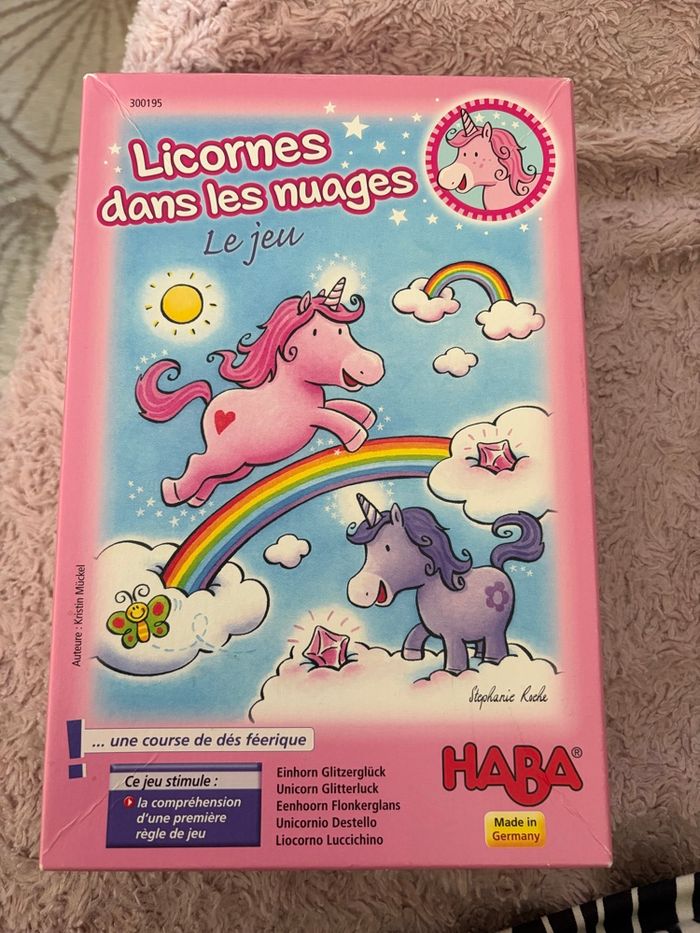 300195
Licornes
dans les nuages
Le jeu
Auteure : Kristin Mückel
Stephanie Roehe
... une course de dés féerique
Ce jeu stimule :
la compréhension
d'une première
règle de jeu
Einhorn Glitzerglück
Unicorn Glitterluck
Eenhoorn Flonkerglans
Unicornio Destello
Liocorno Luccichino
HABA®
Made in
Germany